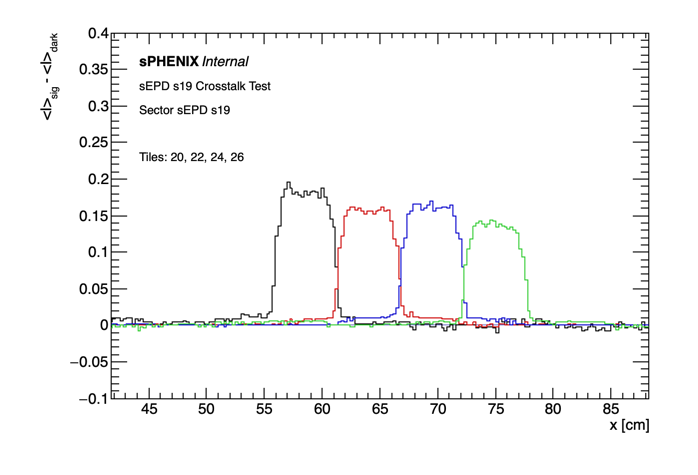 <I>sig - <I>dark
0.4
0.35
0.3
0.25
0.2
0.15
0.1
0.05
0
−0.05
−0.1
sPHENIX Internal
sEPD s19 Crosstalk Test
Sector sEPD s19
Tiles: 20, 22, 24, 26
45 50 55 60 65 70 75 80 85
x [cm]